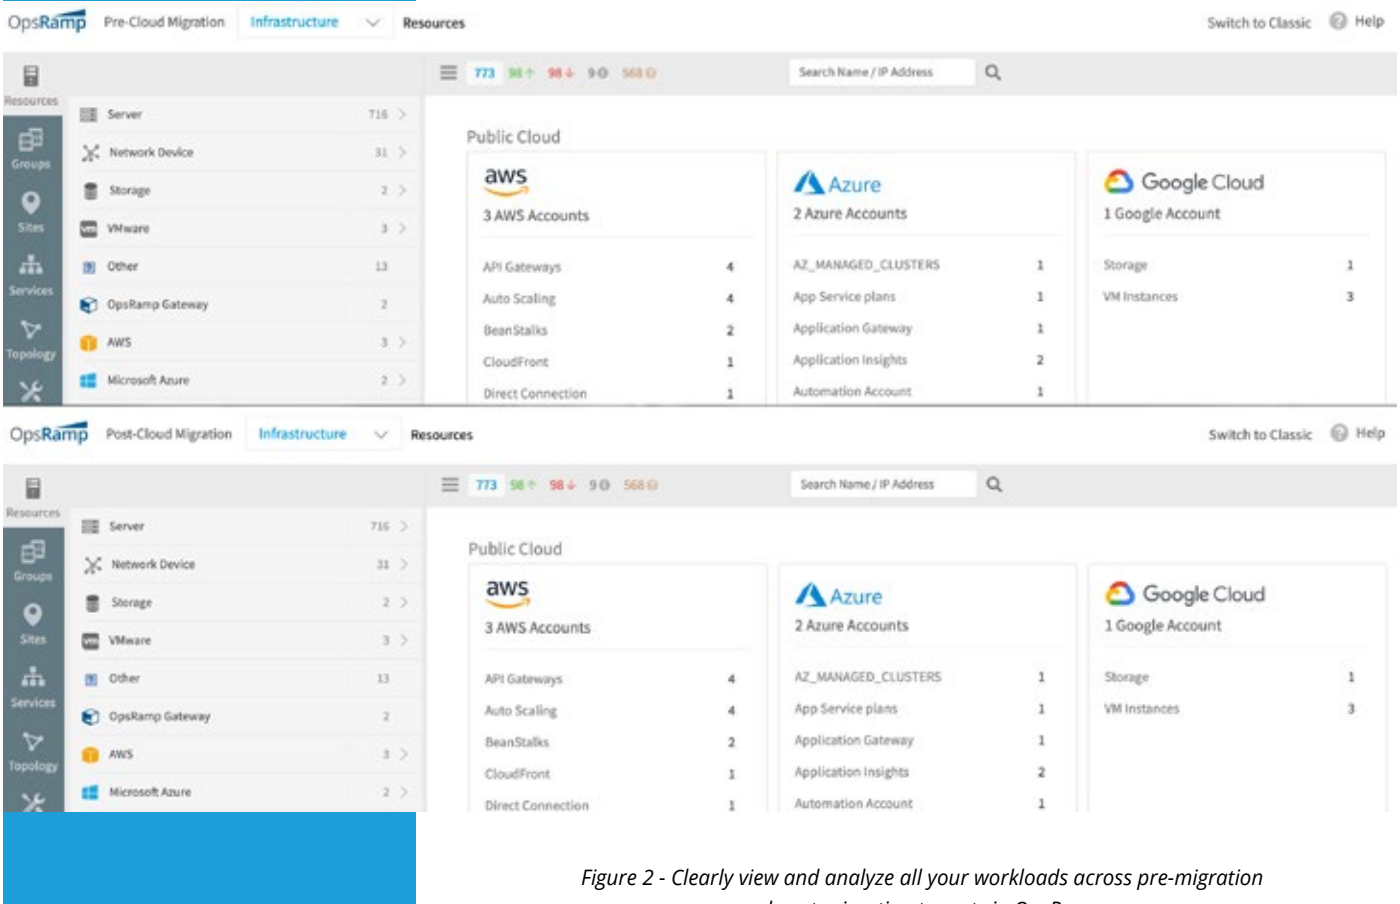 OpsRamp Pre-Cloud Migration Infrastructure Resources Switch to Classic Help
773 98 98 9 568 Search Name / IP Address
Resources
Groups
Sites
Services
Topology
Server 716
Network Device 31
Storage 2
VMware 3
Other 13
OpsRamp Gateway 2
AWS 3
Microsoft Azure 2
Public Cloud
aws
3 AWS Accounts
API Gateways 4
Auto Scaling 4
BeanStalks 2
CloudFront 1
Direct Connection 1
Azure
2 Azure Accounts
AZ_MANAGED_CLUSTERS 1
App Service plans 1
Application Gateway 1
Application Insights 2
Automation Account 1
Google Cloud
1 Google Account
Storage 1
VM Instances 3
OpsRamp Post-Cloud Migration Infrastructure Resources Switch to Classic Help
773 98 98 9 568 Search Name / IP Address
Resources
Groups
Sites
Services
Topology
Server 716
Network Device 31
Storage 2
VMware 3
Other 13
OpsRamp Gateway 2
AWS 3
Microsoft Azure 2
Public Cloud
aws
3 AWS Accounts
API Gateways 4
Auto Scaling 4
BeanStalks 2
CloudFront 1
Direct Connection 1
Azure
2 Azure Accounts
AZ_MANAGED_CLUSTERS 1
App Service plans 1
Application Gateway 1
Application Insights 2
Automation Account 1
Google Cloud
1 Google Account
Storage 1
VM Instances 3
Figure 2 - Clearly view and analyze all your workloads across pre-migration